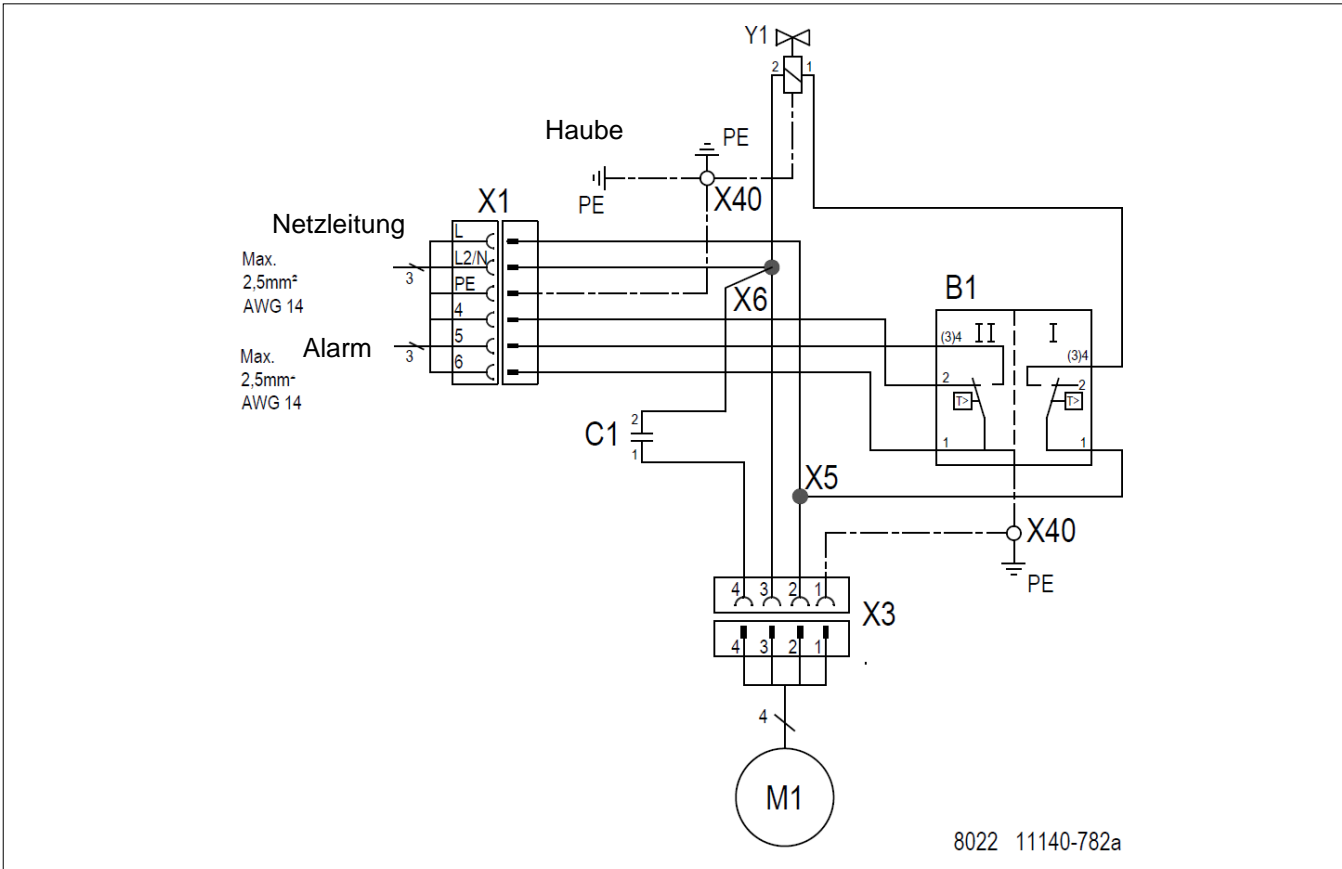 Y1
2 1
Haube
PE
PE
X40
X1
Netzleitung
Max.
2,5mm²
AWG 14
3
L
L2/N
PE
4
5
6
Alarm
Max.
2,5mm-
AWG 14
3
X6
B1
(3)4 II I
(3)4
2
2
T>
T>
1
1
C1
2
1
X5
X40
PE
4 3 2 1
X3
4 3 2 1
4
M1
8022 11140-782a